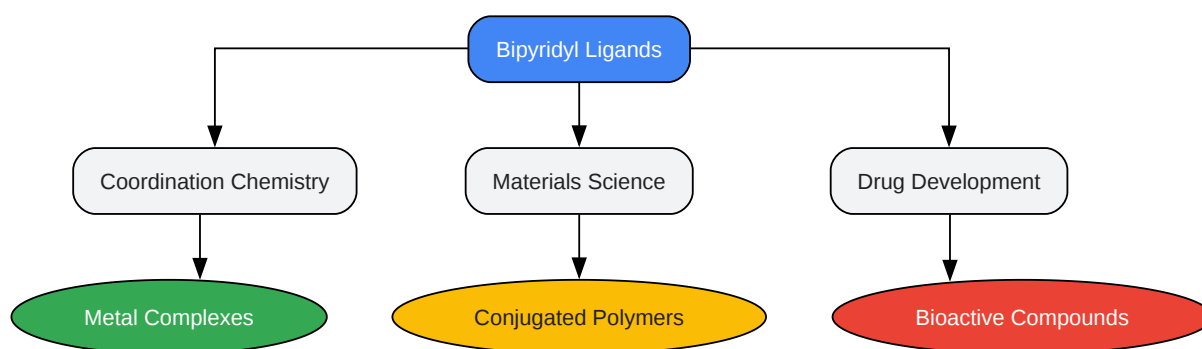 Bipyridyl Ligands
Coordination Chemistry
Materials Science
Drug Development
Metal Complexes
Conjugated Polymers
Bioactive Compounds